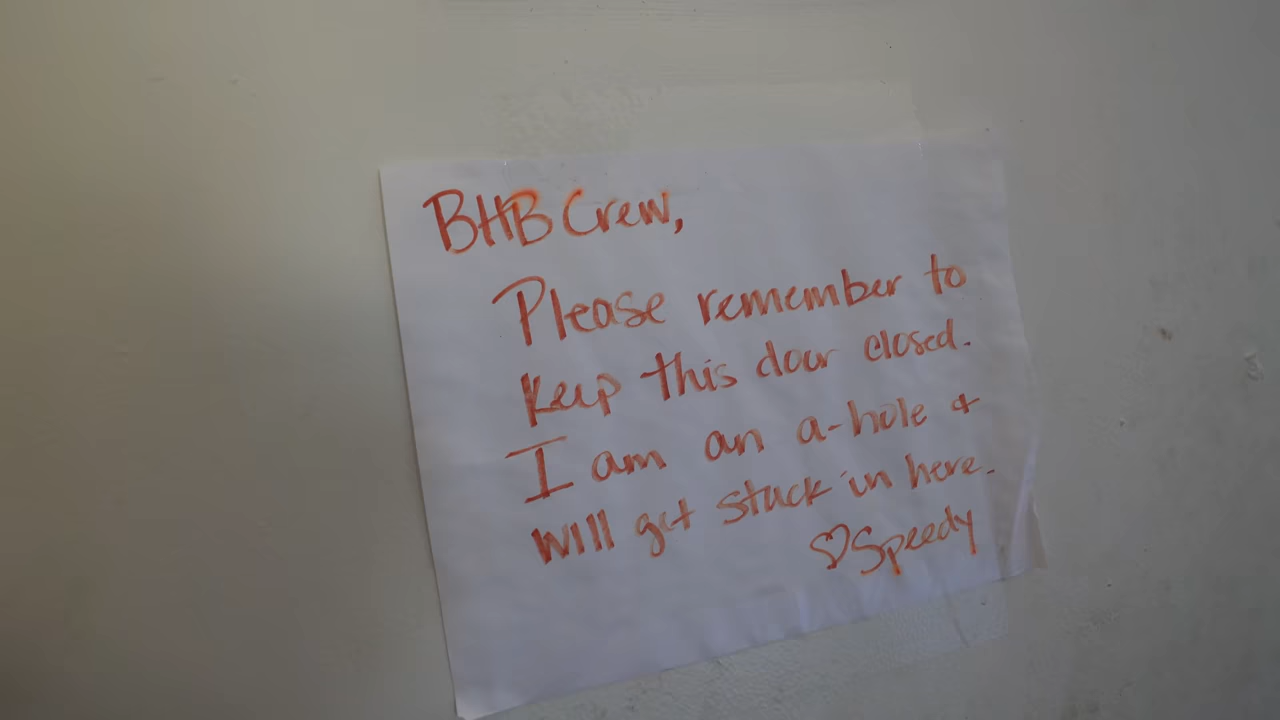 BHB Crew,
Please remember to
keep this door closed.
I am an a-hole &
will get stuck in here.
♡Speedy